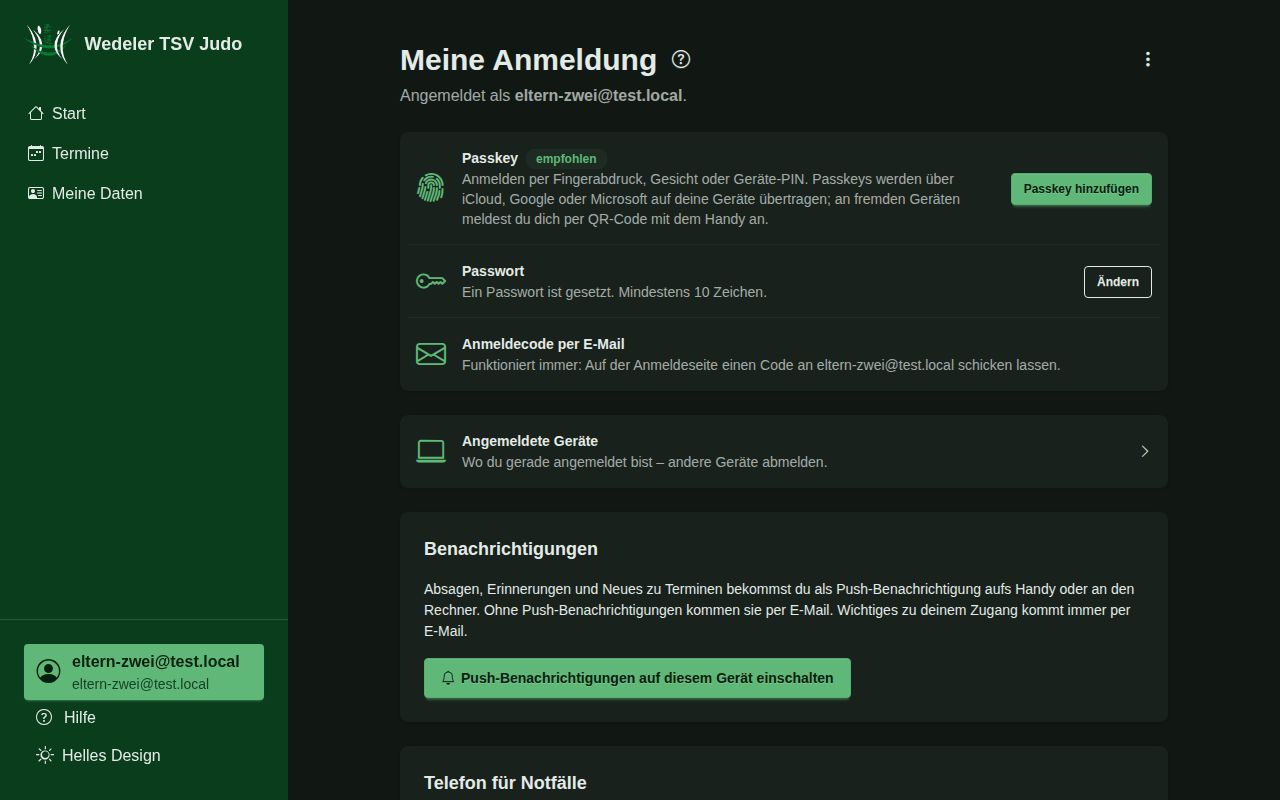 Wedeler TSV Judo
Start
Termine
Meine Daten
eltern-zwei@test.local
eltern-zwei@test.local
Hilfe
Helles Design
Meine Anmeldung
Angemeldet als eltern-zwei@test.local.
Passkey empfohlen
Anmelden per Fingerabdruck, Gesicht oder Geräte-PIN. Passkeys werden über
iCloud, Google oder Microsoft auf deine Geräte übertragen; an fremden Geräten
meldest du dich per QR-Code mit dem Handy an.
Passkey hinzufügen
Passwort
Ein Passwort ist gesetzt. Mindestens 10 Zeichen.
Ändern
Anmeldecode per E-Mail
Funktioniert immer: Auf der Anmeldeseite einen Code an eltern-zwei@test.local schicken lassen.
Angemeldete Geräte
Wo du gerade angemeldet bist – andere Geräte abmelden.
Benachrichtigungen
Absagen, Erinnerungen und Neues zu Terminen bekommst du als Push-Benachrichtigung aufs Handy oder an den
Rechner. Ohne Push-Benachrichtigungen kommen sie per E-Mail. Wichtiges zu deinem Zugang kommt immer per
E-Mail.
Push-Benachrichtigungen auf diesem Gerät einschalten
Telefon für Notfälle